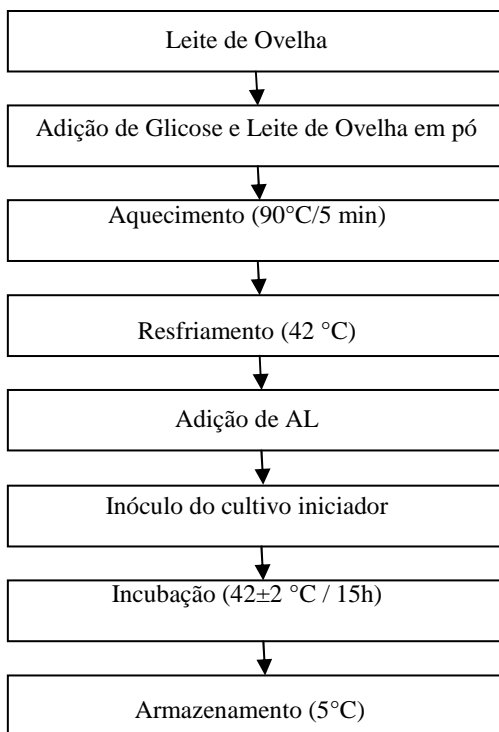 Leite de Ovelha
Adição de Glicose e Leite de Ovelha em pó
Aquecimento (90°C/5 min)
Resfriamento (42 °C)
Adição de AL
Inóculo do cultivo iniciador
Incubação (42±2 °C / 15h)
Armazenamento (5°C)